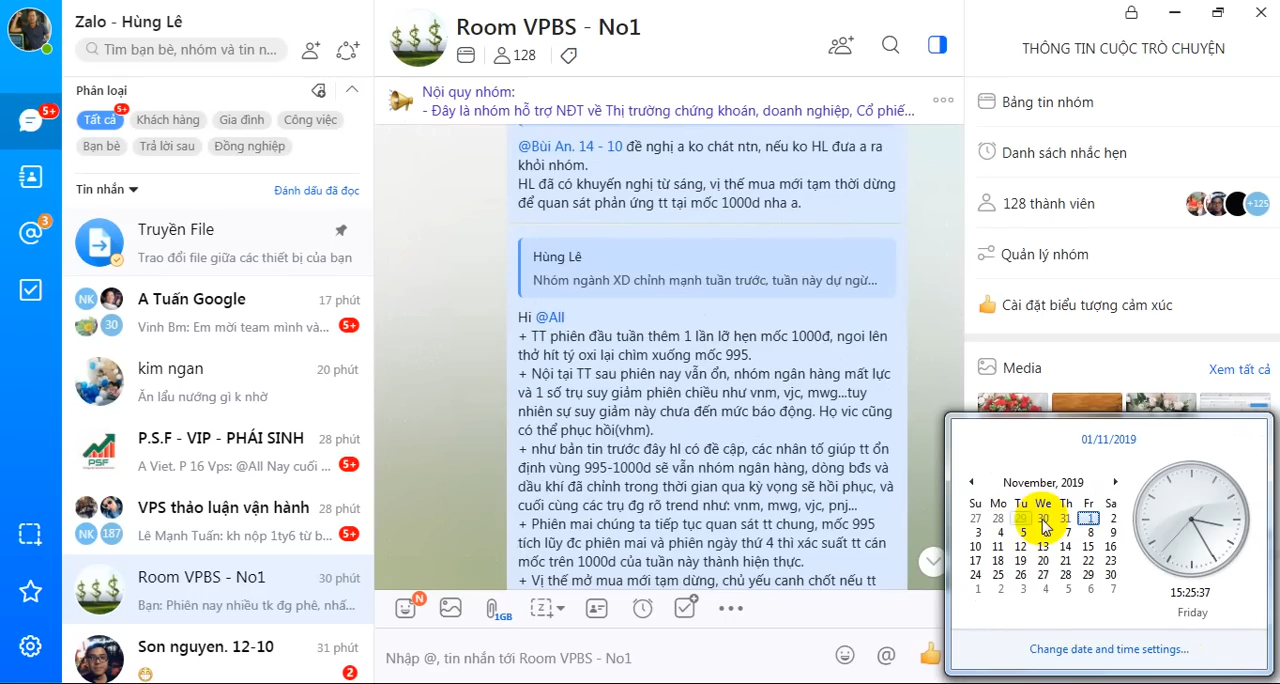 Zalo - Hùng Lê
Tìm bạn bè, nhóm và tin n...
Phân loại
Tất cả
5+
Khách hàng
Gia đình
Công việc
Bạn bè
Trả lời sau
Đồng nghiệp
Tin nhắn
Đánh dấu đã đọc
5+
3
Truyền File
Trao đổi file giữa các thiết bị của bạn
NK
30
A Tuấn Google
17 phút
Vinh Bm: Em mời team mình và...
5+
kim ngan
20 phút
Ăn lẩu nướng gì k nhờ
PSF
P.S.F - VIP - PHÁI SINH
28 phút
A Viet. P 16 Vps: @All Nay cuối ...
5+
NK
187
VPS thảo luận vận hành
28 phút
Lê Mạnh Tuấn: kh nộp 1ty6 từ b...
5+
Room VPBS - No1
30 phút
Bạn: Phiên nay nhiều tk đg phê, nhấ...
Son nguyen. 12-10
31 phút
2
Room VPBS - No1
128
Nội quy nhóm:
- Đây là nhóm hỗ trợ NĐT về Thị trường chứng khoán, doanh nghiệp, Cổ phiế...
@Bùi An. 14 - 10 đề nghị a ko chát ntn, nếu ko HL đưa a ra
khỏi nhóm.
HL đã có khuyến nghị từ sáng, vị thế mua mới tạm thời dừng
để quan sát phản ứng tt tại mốc 1000d nha a.
Hùng Lê
Nhóm ngành XD chỉnh mạnh tuần trước, tuần này dự ngừ...
Hi @All
+ TT phiên đầu tuần thêm 1 lần lỡ hẹn mốc 1000đ, ngoi lên
thở hít tý oxi lại chìm xuống mốc 995.
+ Nội tại TT sau phiên nay vẫn ổn, nhóm ngân hàng mất lực
và 1 số trụ suy giảm phiên chiều như vnm, vjc, mwg...tuy
nhiên sự suy giảm này chưa đến mức báo động. Họ vic cũng
có thể phục hồi(vhm).
+ như bản tin trước đây hl có đề cập, các nhân tố giúp tt ổn
định vùng 995-1000d sẽ vẫn nhóm ngân hàng, dòng bđs và
dầu khí đã chỉnh trong thời gian qua kỳ vọng sẽ hồi phục, và
cuối cùng các trụ đg rõ trend như: vnm, mwg, vjc, pnj...
+ Phiên mai chúng ta tiếp tục quan sát tt chung, mốc 995
tích lũy đc phiên mai và phiên ngày thứ 4 thì xác suất tt cán
mốc trên 1000d của tuần này thành hiện thực.
+ Vị thế mở mua mới tạm dừng, chủ yếu canh chốt nếu tt
N
1GB
Nhập @, tin nhắn tới Room VPBS - No1
THÔNG TIN CUỘC TRÒ CHUYỆN
Bảng tin nhóm
Danh sách nhắc hẹn
128 thành viên
+125
Quản lý nhóm
Cài đặt biểu tượng cảm xúc
Media
Xem tất cả
01/11/2019
November, 2019
Su Mo Tu We Th Fr Sa
27 28 29 30 31 1 2
3 4 5 6 7 8 9
10 11 12 13 14 15 16
17 18 19 20 21 22 23
24 25 26 27 28 29 30
1 2 3 4 5 6 7
15:25:37
Friday
Change date and time settings...